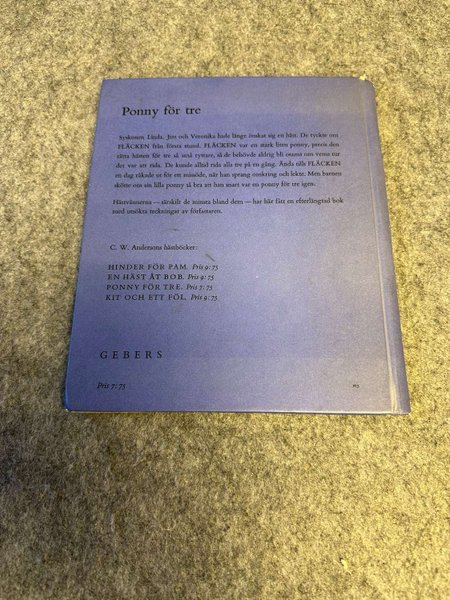 Ponny för tre
Syskonen Linda, Jim och Veronika hade länge önskat sig en häst. De tyckte om
FLÄCKEN från första stund. FLÄCKEN var en stark liten ponny, precis den
rätta hästen för tre så små ryttare, så de behövde aldrig bli osams om vems tur
det var att rida. De kunde alltid rida alla tre på en gång. Ända tills FLÄCKEN
en dag råkade ut för ett missöde, när han sprang omkring och lekte. Men barnen
skötte om sin lilla ponny så bra att han snart var en ponny för tre igen.
Hästvännerna — särskilt de minsta bland dem — har här fått en efterlängtad bok
med utsökta teckningar av författaren.
C. W. Andersons hästböcker:
HINDER FÖR PAM. Pris 9: 75
EN HÄST ÅT BOB. Pris 9: 75
PONNY FÖR TRE. Pris 7: 75
KIT OCH ETT FÖL. Pris 9: 75
GEBERS
Pris 7: 75